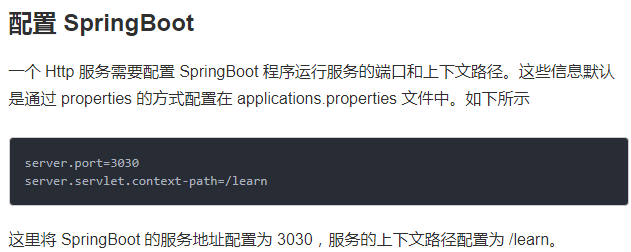 配置 SpringBoot
一个 Http 服务需要配置 SpringBoot 程序运行服务的端口和上下文路径。这些信息默认
是通过 properties 的方式配置在 applications.properties 文件中。如下所示
server.port=3030
server.servlet.context-path=/learn
这里将 SpringBoot 的服务地址配置为 3030，服务的上下文路径配置为 /learn。